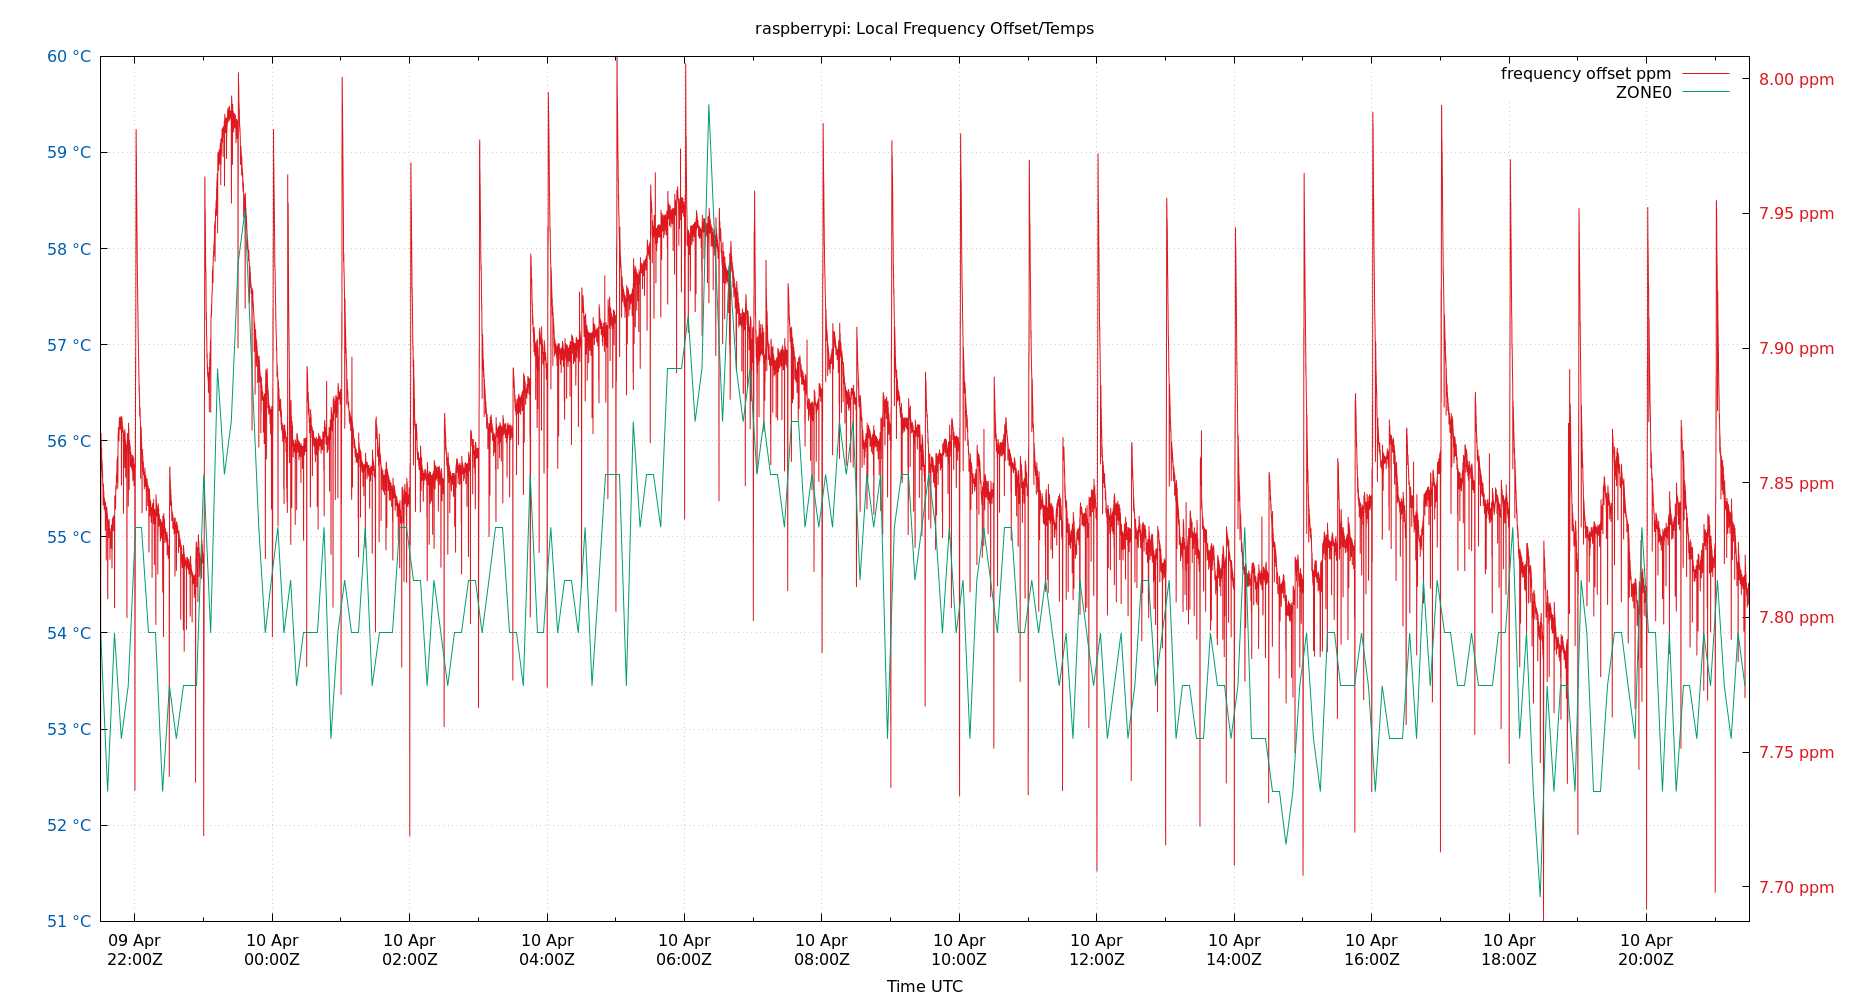 raspberrypi: Local Frequency Offset/Temps
frequency offset ppm
ZONE0
60 °C
59 °C
58 °C
57 °C
56 °C
55 °C
54 °C
53 °C
52 °C
51 °C
8.00 ppm
7.95 ppm
7.90 ppm
7.85 ppm
7.80 ppm
7.75 ppm
7.70 ppm
09 Apr 10 Apr 10 Apr 10 Apr 10 Apr 10 Apr 10 Apr 10 Apr 10 Apr 10 Apr 10 Apr 10 Apr
22:00Z 00:00Z 02:00Z 04:00Z 06:00Z 08:00Z 10:00Z 12:00Z 14:00Z 16:00Z 18:00Z 20:00Z
Time UTC